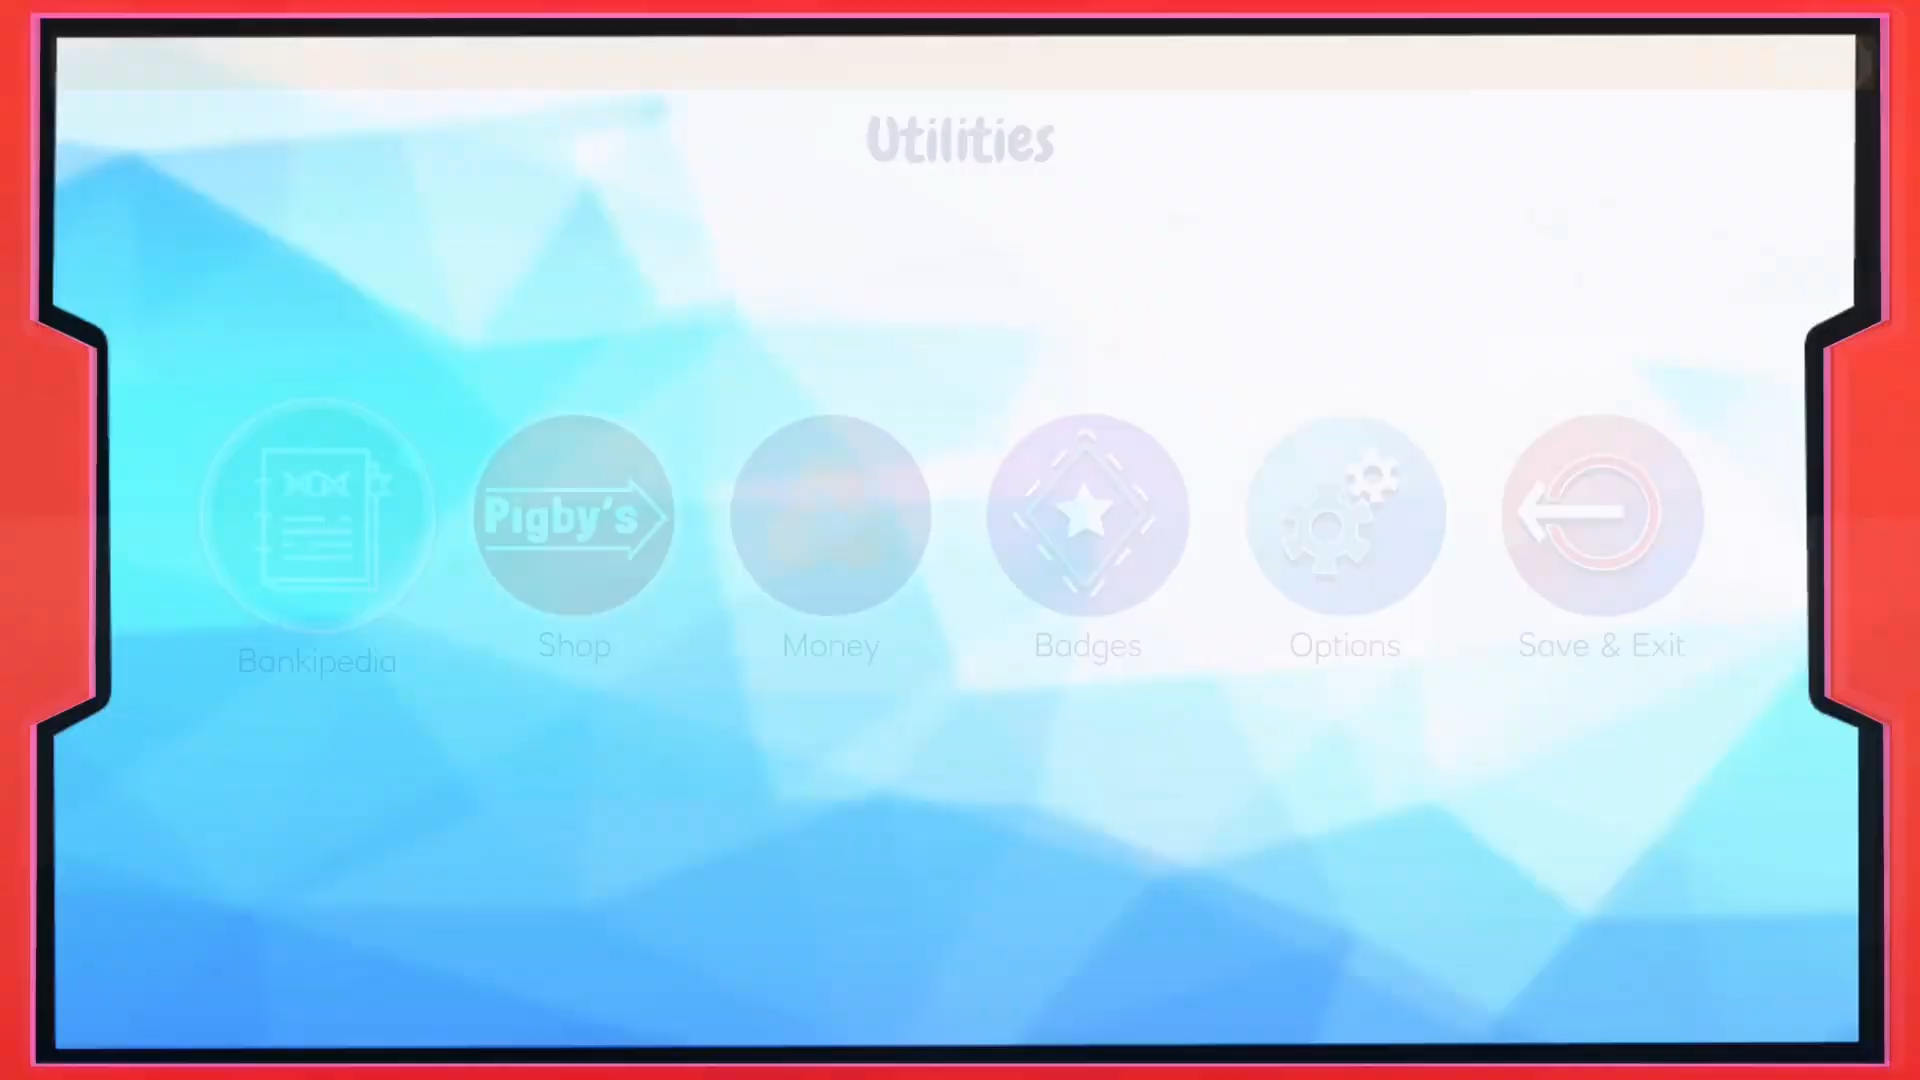 Utilities
Pigby's
Bankipedia
Shop
Money
Badges
Options
Save & Exit